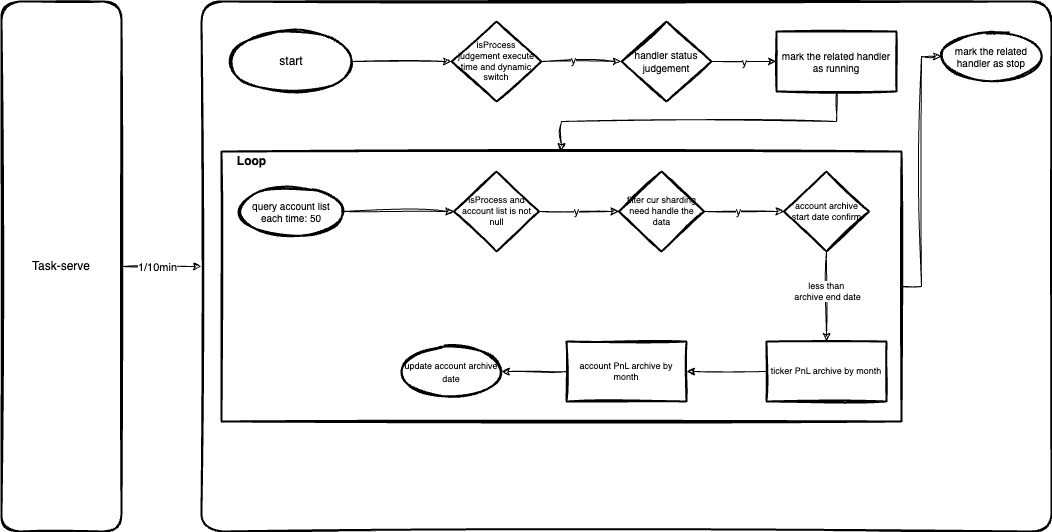 Task-serve
1/10min
start
isProcess
judgement execute
time and dynamic
switch
y
handler status
judgement
y
mark the related handler
as running
mark the related
handler as stop
Loop
query account list
each time: 50
isProcess and
account list is not
null
y
filter cur sharding
need handle the
data
y
account archive
start date confirm
less than
archive end date
ticker PnL archive by month
account PnL archive by
month
update account archive
date